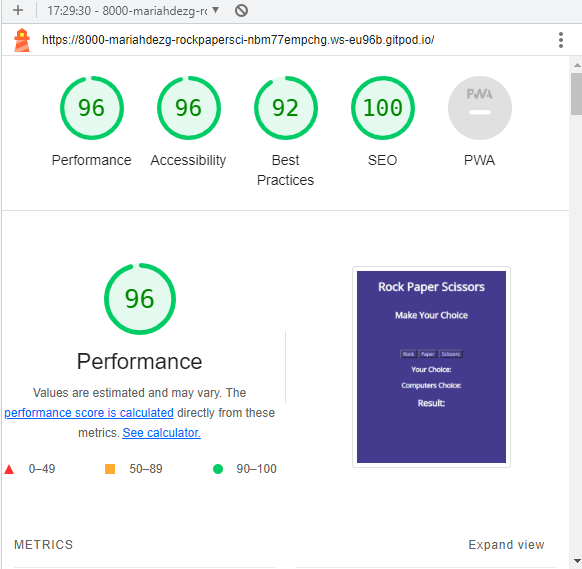 17:29:30 - 8000-mariahdezg-ro
https://8000-mariahdezg-rockpapersci-nbm77empchg.ws-eu96b.gitpod.io/
96 96 92 100 PWA
Performance Accessibility Best Practices SEO PWA
96
Performance
Values are estimated and may vary. The
performance score is calculated directly from these
metrics. See calculator.
0–49 50–89 90–100
Rock Paper Scissors
Make Your Choice
Rock Paper Scissors
Your Choice:
Computers Choice:
Result:
METRICS Expand view